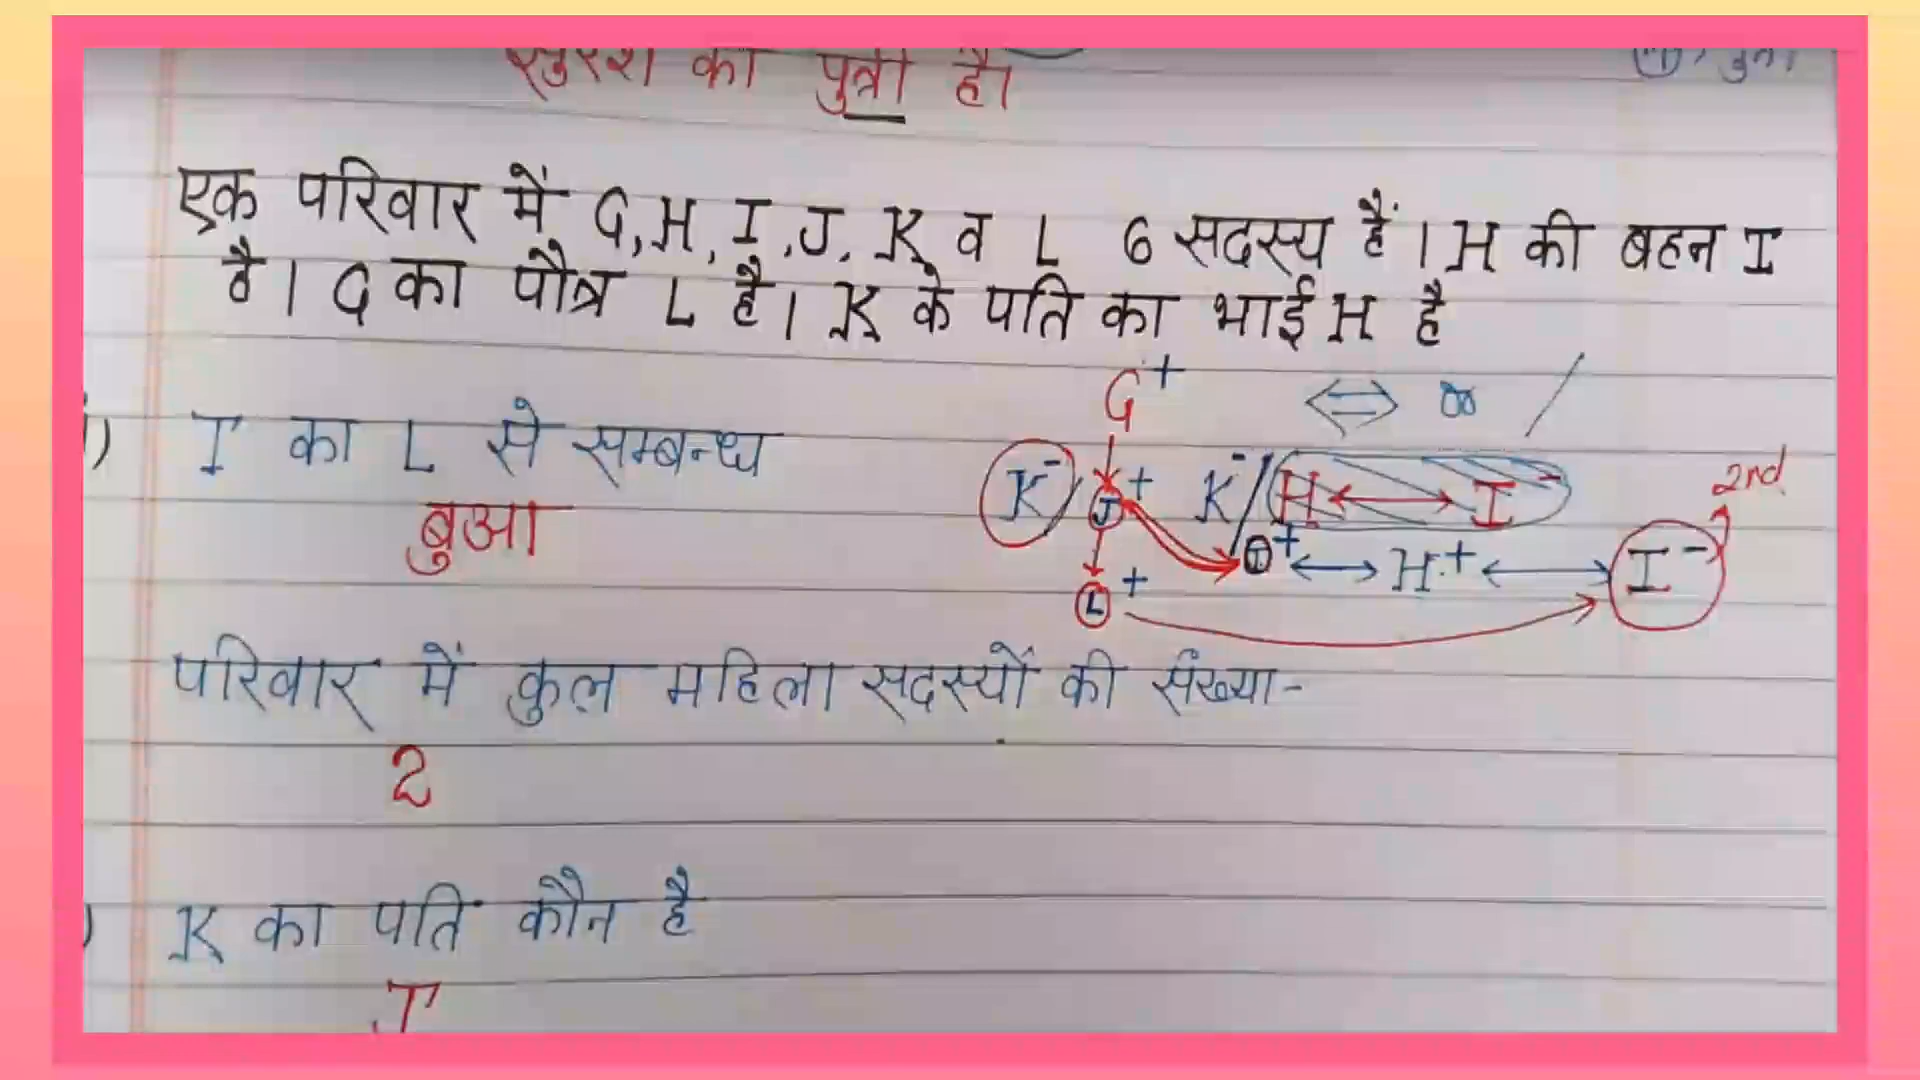 सुरेश की पुत्री है।
एक परिवार में G, H, I, J, K व L 6 सदस्य हैं। H की बहन I
है। G का पौत्र L है। K के पति का भाई H है
G+ ⇔ /
I का L से सम्बन्ध
K- J+ K-/H ↔ I- 2nd
बुआ
J+ ↔ H+ ↔ I-
L+
परिवार में कुल महिला सदस्यों की संख्या-
2
K का पति कौन है
J